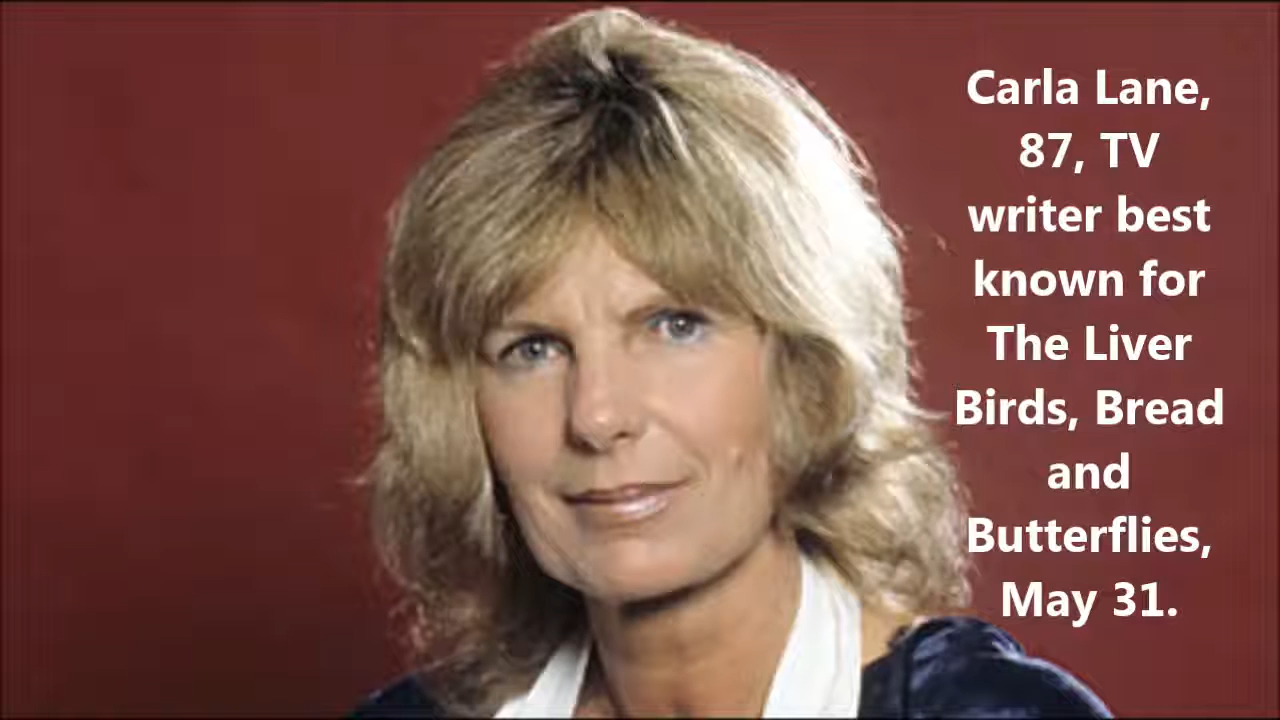 Carla Lane,
87, TV
writer best
known for
The Liver
Birds, Bread
and
Butterflies,
May 31.